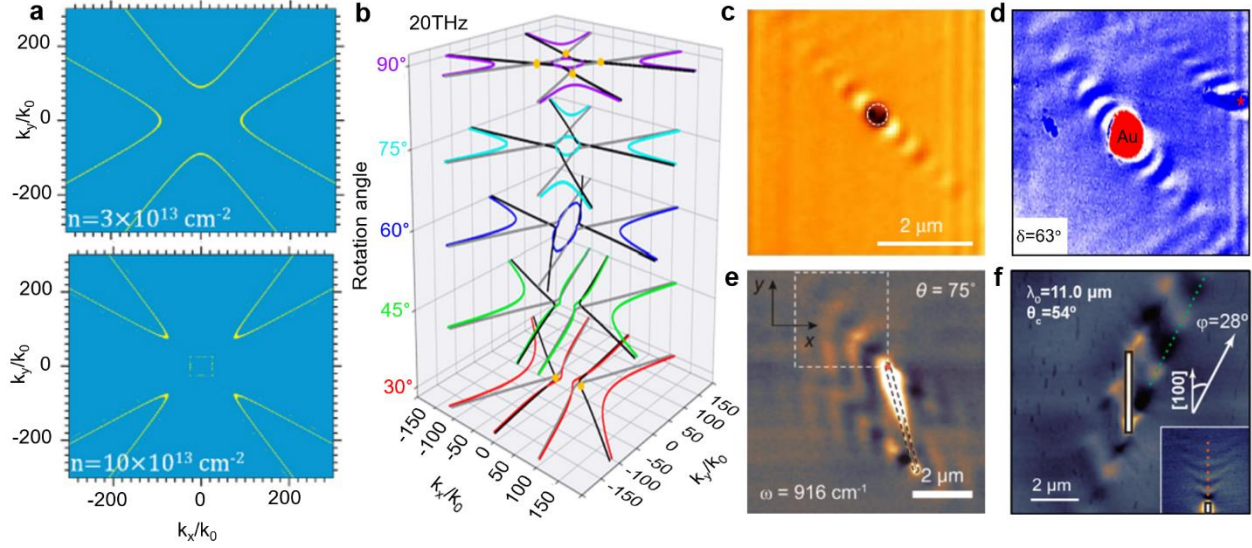 a
200
0
-200
k_y/k_0
n=3×10^13 cm^-2
200
0
-200
k_y/k_0
n=10×10^13 cm^-2
-200
0
200
k_x/k_0
b
20THz
90°
75°
60°
45°
30°
Rotation angle
-150
-100
-50
0
50
100
150
k_x/k_0
150
100
50
0
-50
-100
-150
k_y/k_0
c
2 μm
d
Au
*
δ=63°
e
y
x
θ = 75°
ω = 916 cm^-1
2 μm
f
λ_0=11.0 μm
θ_c=54°
φ=28°
[100]
2 μm